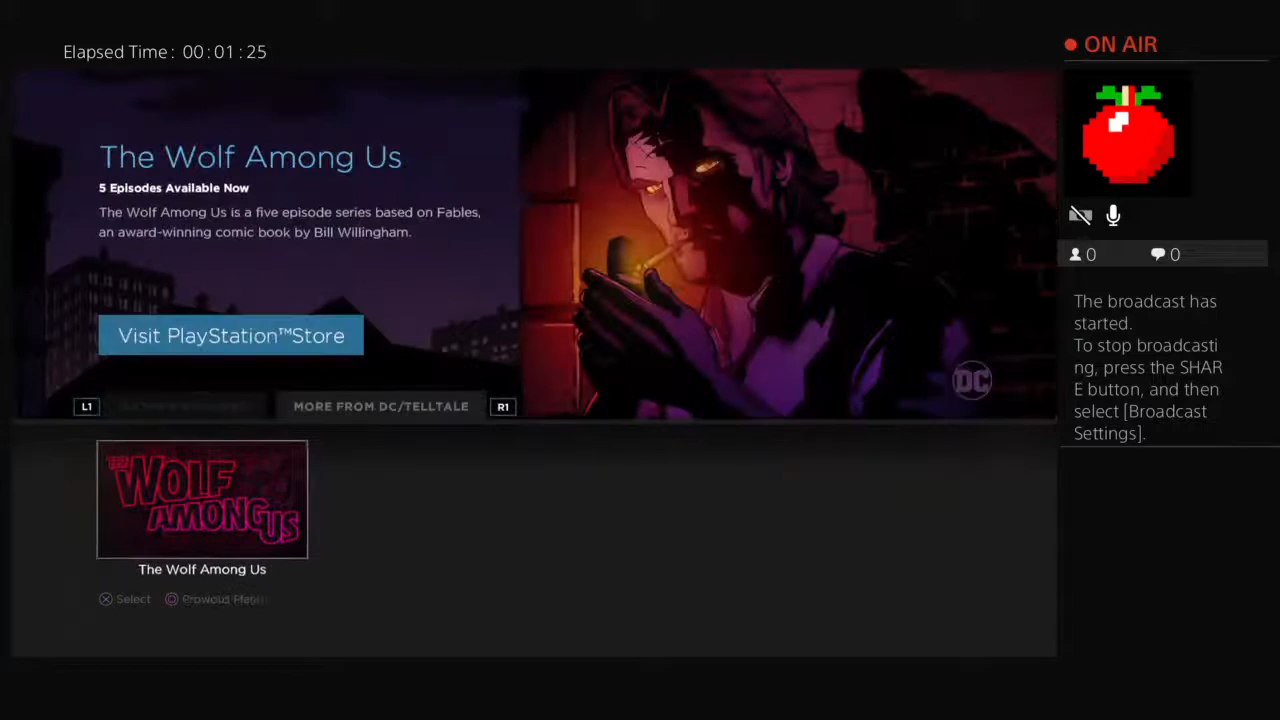 Elapsed Time: 00:01:25
ON AIR
The Wolf Among Us
5 Episodes Available Now
The Wolf Among Us is a five episode series based on Fables,
an award-winning comic book by Bill Willingham.
Visit PlayStation™Store
DC
L1
MORE FROM DC/TELLTALE
R1
THE WOLF
AMONG US
The Wolf Among Us
Select
0
0
The broadcast has
started.
To stop broadcasti
ng, press the SHAR
E button, and then
select [Broadcast
Settings].